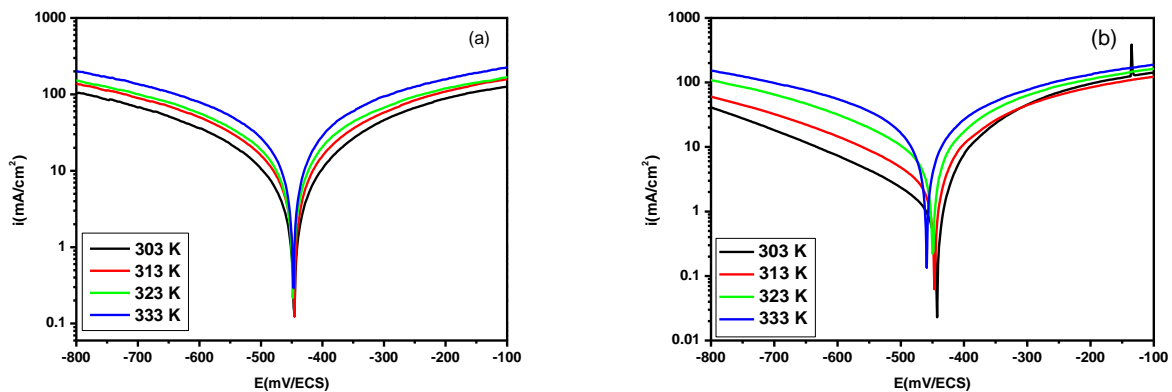 (a)
1000
100
10
1
0.1
i(mA/cm²)
303 K
313 K
323 K
333 K
-800 -700 -600 -500 -400 -300 -200 -100
E(mV/ECS)
(b)
1000
100
10
1
0.1
0.01
i(mA/cm²)
303 K
313 K
323 K
333 K
-800 -700 -600 -500 -400 -300 -200 -100
E(mV/ECS)